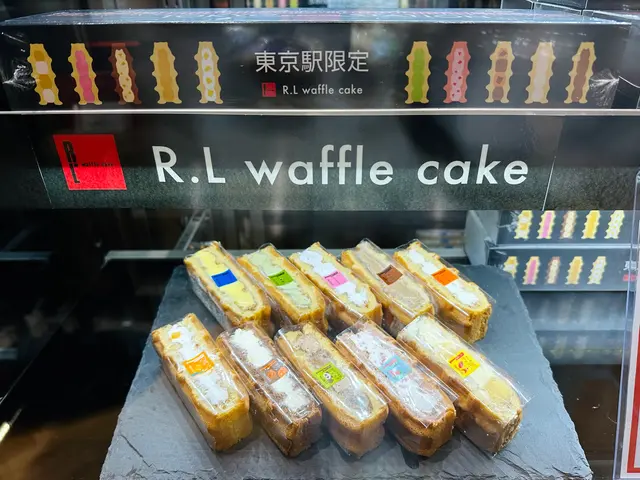 東京駅限定
R.L waffle cake
R.L waffle cake